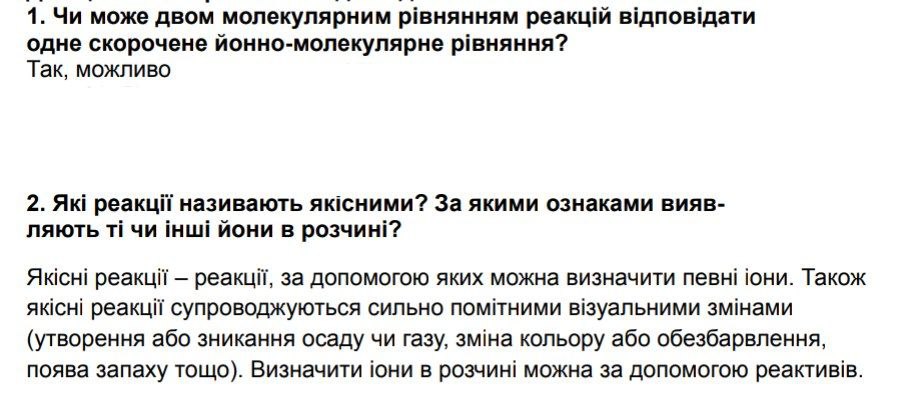 1. Чи може двом молекулярним рівнянням реакцій відповідати
одне скорочене йонно-молекулярне рівняння?
Так, можливо
2. Які реакції називають якісними? За якими ознаками вияв-
ляють ті чи інші йони в розчині?
Якісні реакції – реакції, за допомогою яких можна визначити певні іони. Також
якісні реакції супроводжуються сильно помітними візуальними змінами
(утворення або зникання осаду чи газу, зміна кольору або обезбарвлення,
поява запаху тощо). Визначити іони в розчині можна за допомогою реактивів.